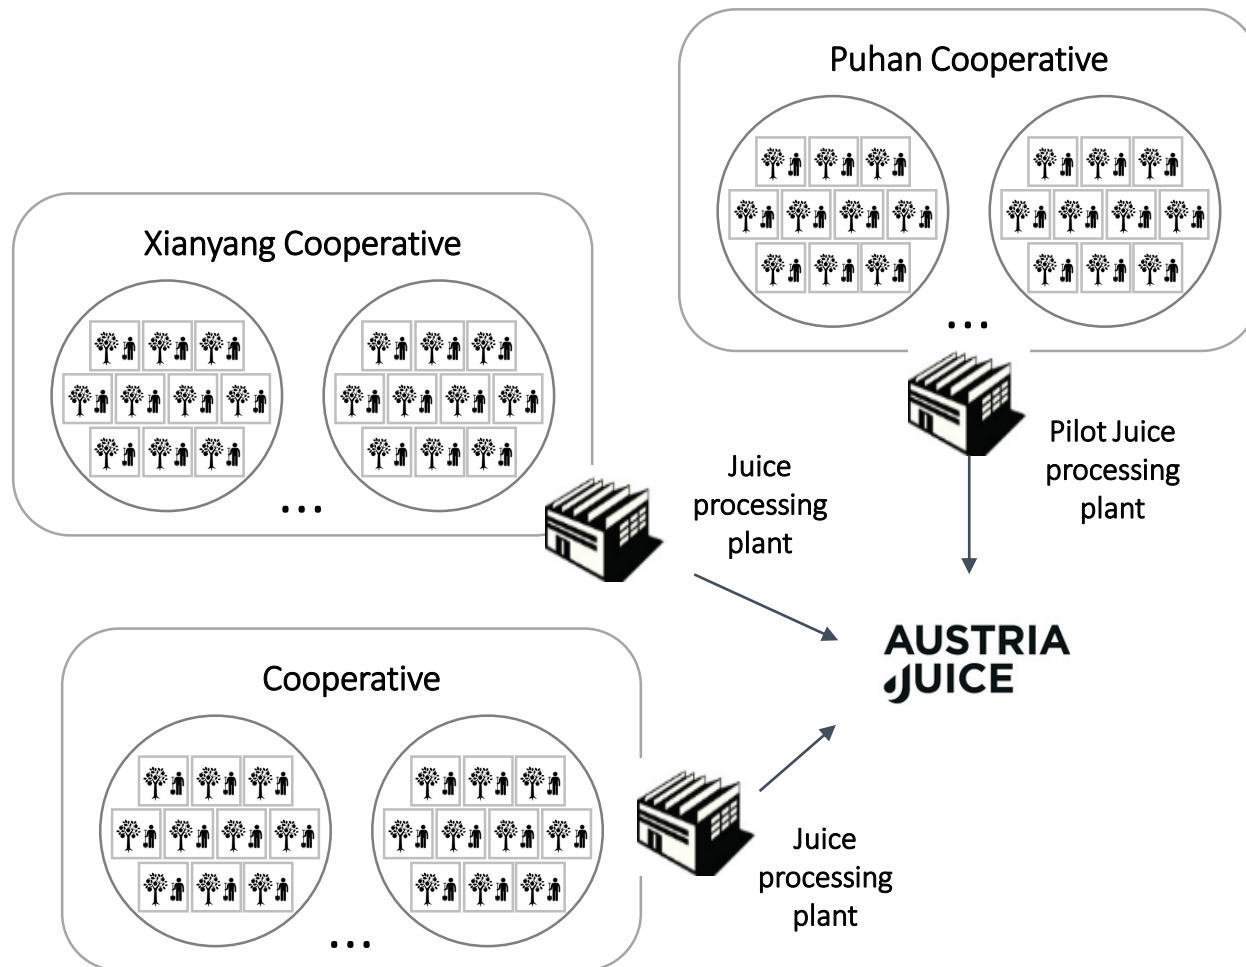 Puhan Cooperative
...
Xianyang Cooperative
...
Pilot Juice
processing
plant
Juice
processing
plant
AUSTRIA
JUICE
Cooperative
...
Juice
processing
plant